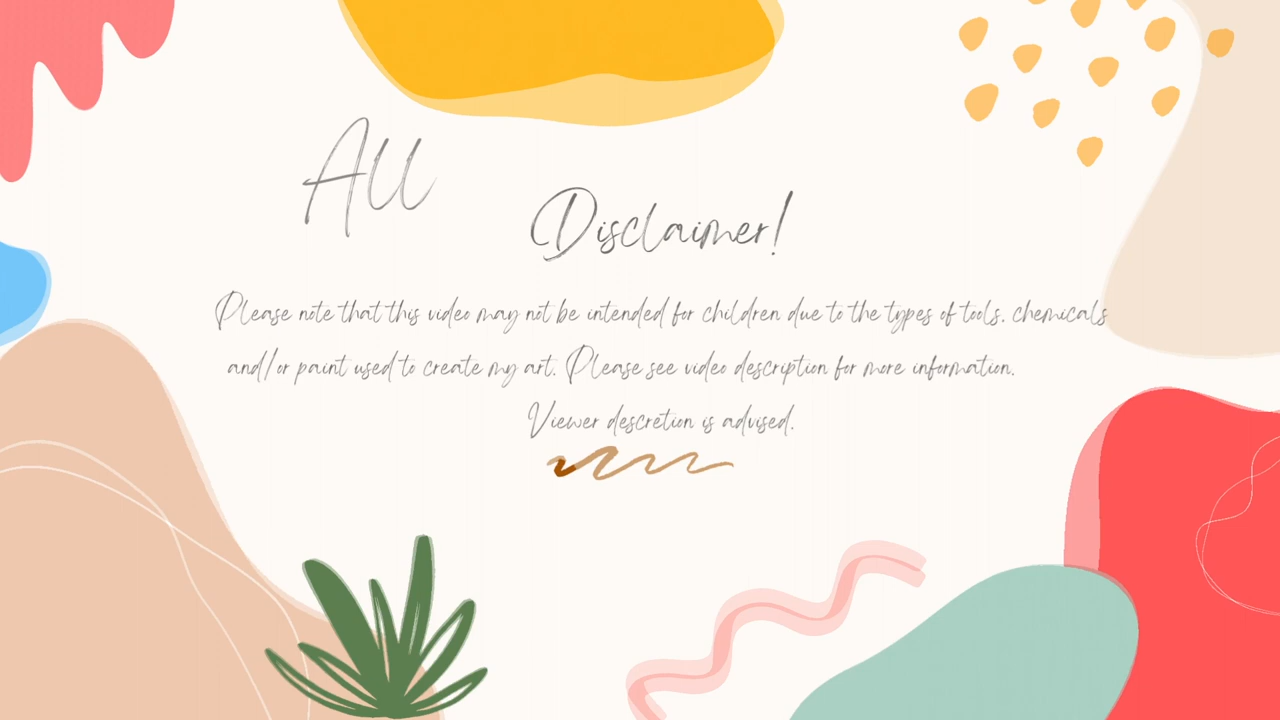 All
Disclaimer!
Please note that this video may not be intended for children due to the types of tools. chemicals
and/or paint used to create my art. Please see video description for more information.
Viewer descretion is advised.